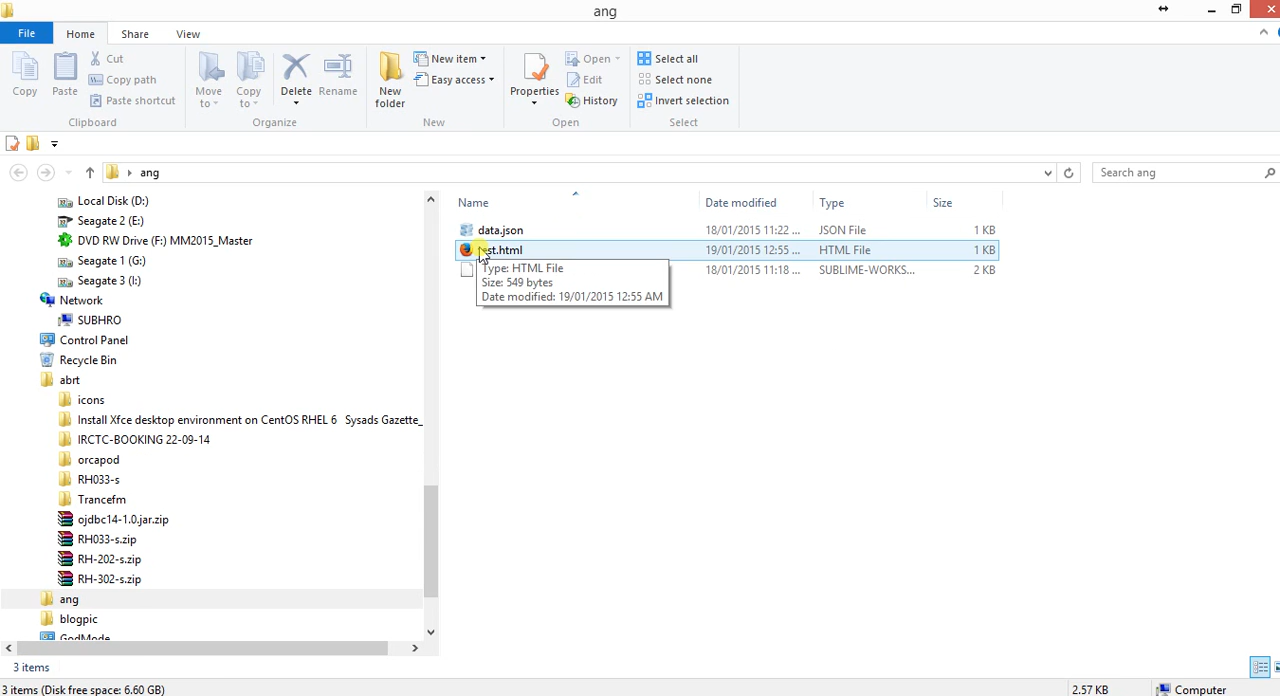 ang
File Home Share View
Copy
Paste
Cut
Copy path
Paste shortcut
Clipboard
Move to
Copy to
Delete
Rename
Organize
New folder
New item
Easy access
New
Properties
Open
Edit
History
Open
Select all
Select none
Invert selection
Select
ang
Search ang
Local Disk (D:)
Seagate 2 (E:)
DVD RW Drive (F:) MM2015_Master
Seagate 1 (G:)
Seagate 3 (I:)
Network
SUBHRO
Control Panel
Recycle Bin
abrt
icons
Install Xfce desktop environment on CentOS RHEL 6 Sysads Gazette_
IRCTC-BOOKING 22-09-14
orcapod
RH033-s
Trancefm
ojdbc14-1.0.jar.zip
RH033-s.zip
RH-202-s.zip
RH-302-s.zip
ang
blogpic
GodMode
Name Date modified Type Size
data.json 18/01/2015 11:22 ... JSON File 1 KB
test.html 19/01/2015 12:55 ... HTML File 1 KB
18/01/2015 11:18 ... SUBLIME-WORKS... 2 KB
Type: HTML File
Size: 549 bytes
Date modified: 19/01/2015 12:55 AM
3 items
3 items (Disk free space: 6.60 GB) 2.57 KB Computer